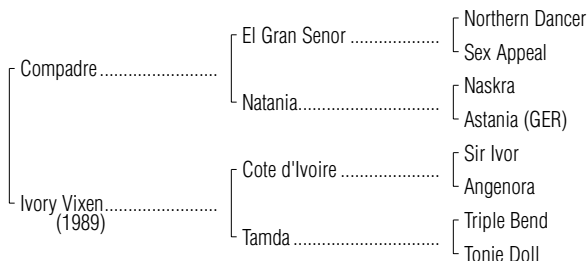 Northern Dancer
El Gran Senor ......................
Sex Appeal
Compadre .............................
Naskra
Natania...................................
Astania (GER)
Sir Ivor
Cote d'Ivoire .........................
Angenora
Ivory Vixen............................
(1989)
Triple Bend
Tamda ....................................
Tonie Doll